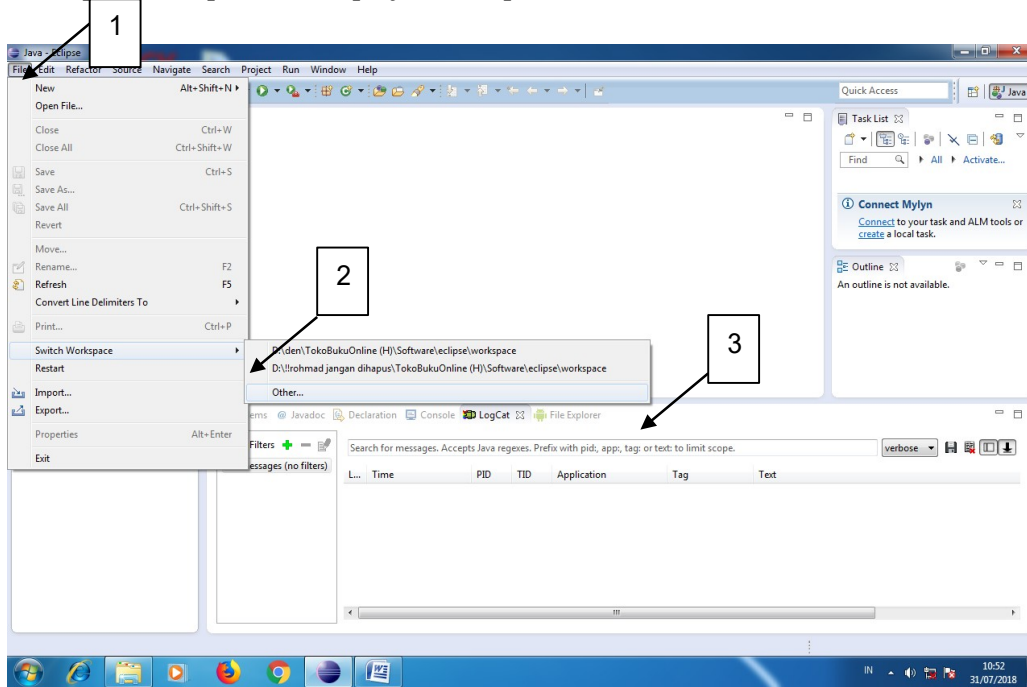 1
Java - Eclipse
File Edit Refactor Source Navigate Search Project Run Window Help
New Alt+Shift+N
Open File...
Close Ctrl+W
Close All Ctrl+Shift+W
Save Ctrl+S
Save As...
Save All Ctrl+Shift+S
Revert
Move...
Rename... F2
Refresh F5
Convert Line Delimiters To
Print... Ctrl+P
Switch Workspace
Restart
Import...
Export...
Properties Alt+Enter
Exit
2
D:\den\TokoBukuOnline (H)\Software\eclipse\workspace
D:\!!rohmad jangan dihapus\TokoBukuOnline (H)\Software\eclipse\workspace
Other...
3
Quick Access Java
Task List
Find All Activate...
Connect Mylyn
Connect to your task and ALM tools or
create a local task.
Outline
An outline is not available.
@ Javadoc Declaration Console LogCat File Explorer
Filters
(no filters)
Search for messages. Accepts Java regexes. Prefix with pid:, app:, tag: or text: to limit scope.
verbose
L... Time PID TID Application Tag Text
IN 10:52
31/07/2018